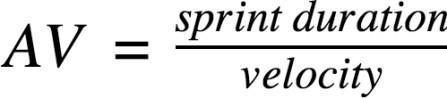 AV = sprint duration / velocity